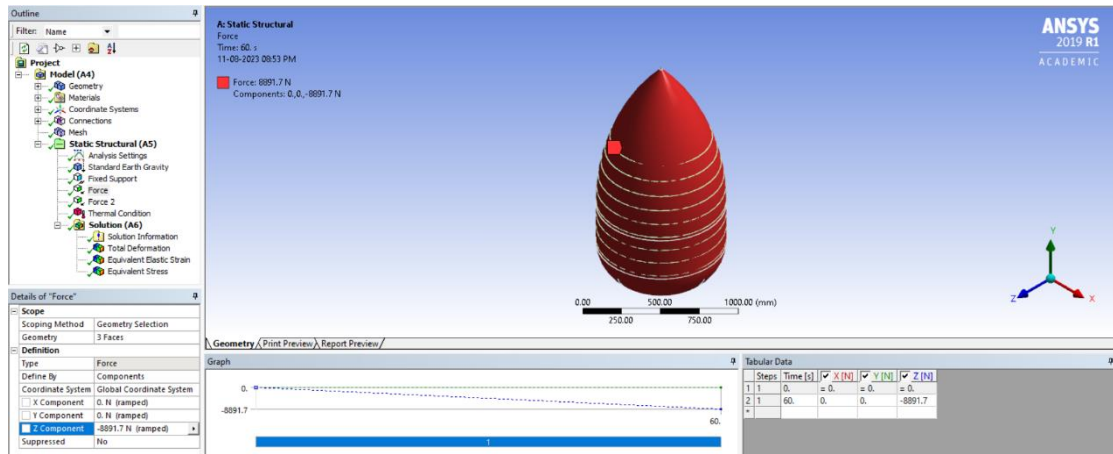 Outline
Filter: Name
Project
Model (A4)
Geometry
Materials
Coordinate Systems
Connections
Mesh
Static Structural (A5)
Analysis Settings
Standard Earth Gravity
Fixed Support
Force
Force 2
Thermal Condition
Solution (A6)
Solution Information
Total Deformation
Equivalent Elastic Strain
Equivalent Stress
Details of "Force"
Scope
Scoping Method Geometry Selection
Geometry 3 Faces
Definition
Type Force
Define By Components
Coordinate System Global Coordinate System
X Component 0. N (ramped)
Y Component 0. N (ramped)
Z Component -8891.7 N (ramped)
Suppressed No
A: Static Structural
Force
Time: 60. s
11-08-2023 08:53 PM
Force: 8891.7 N
Components: 0.,0.,-8891.7 N
ANSYS
2019 R1
ACADEMIC
0.00 500.00 1000.00 (mm)
250.00 750.00
Y
Z X
Geometry Print Preview Report Preview
Graph
0.
-8891.7
60.
1
Tabular Data
Steps Time [s] X [N] Y [N] Z [N]
1 1 0. = 0. = 0. = 0.
2 1 60. 0. 0. -8891.7
*